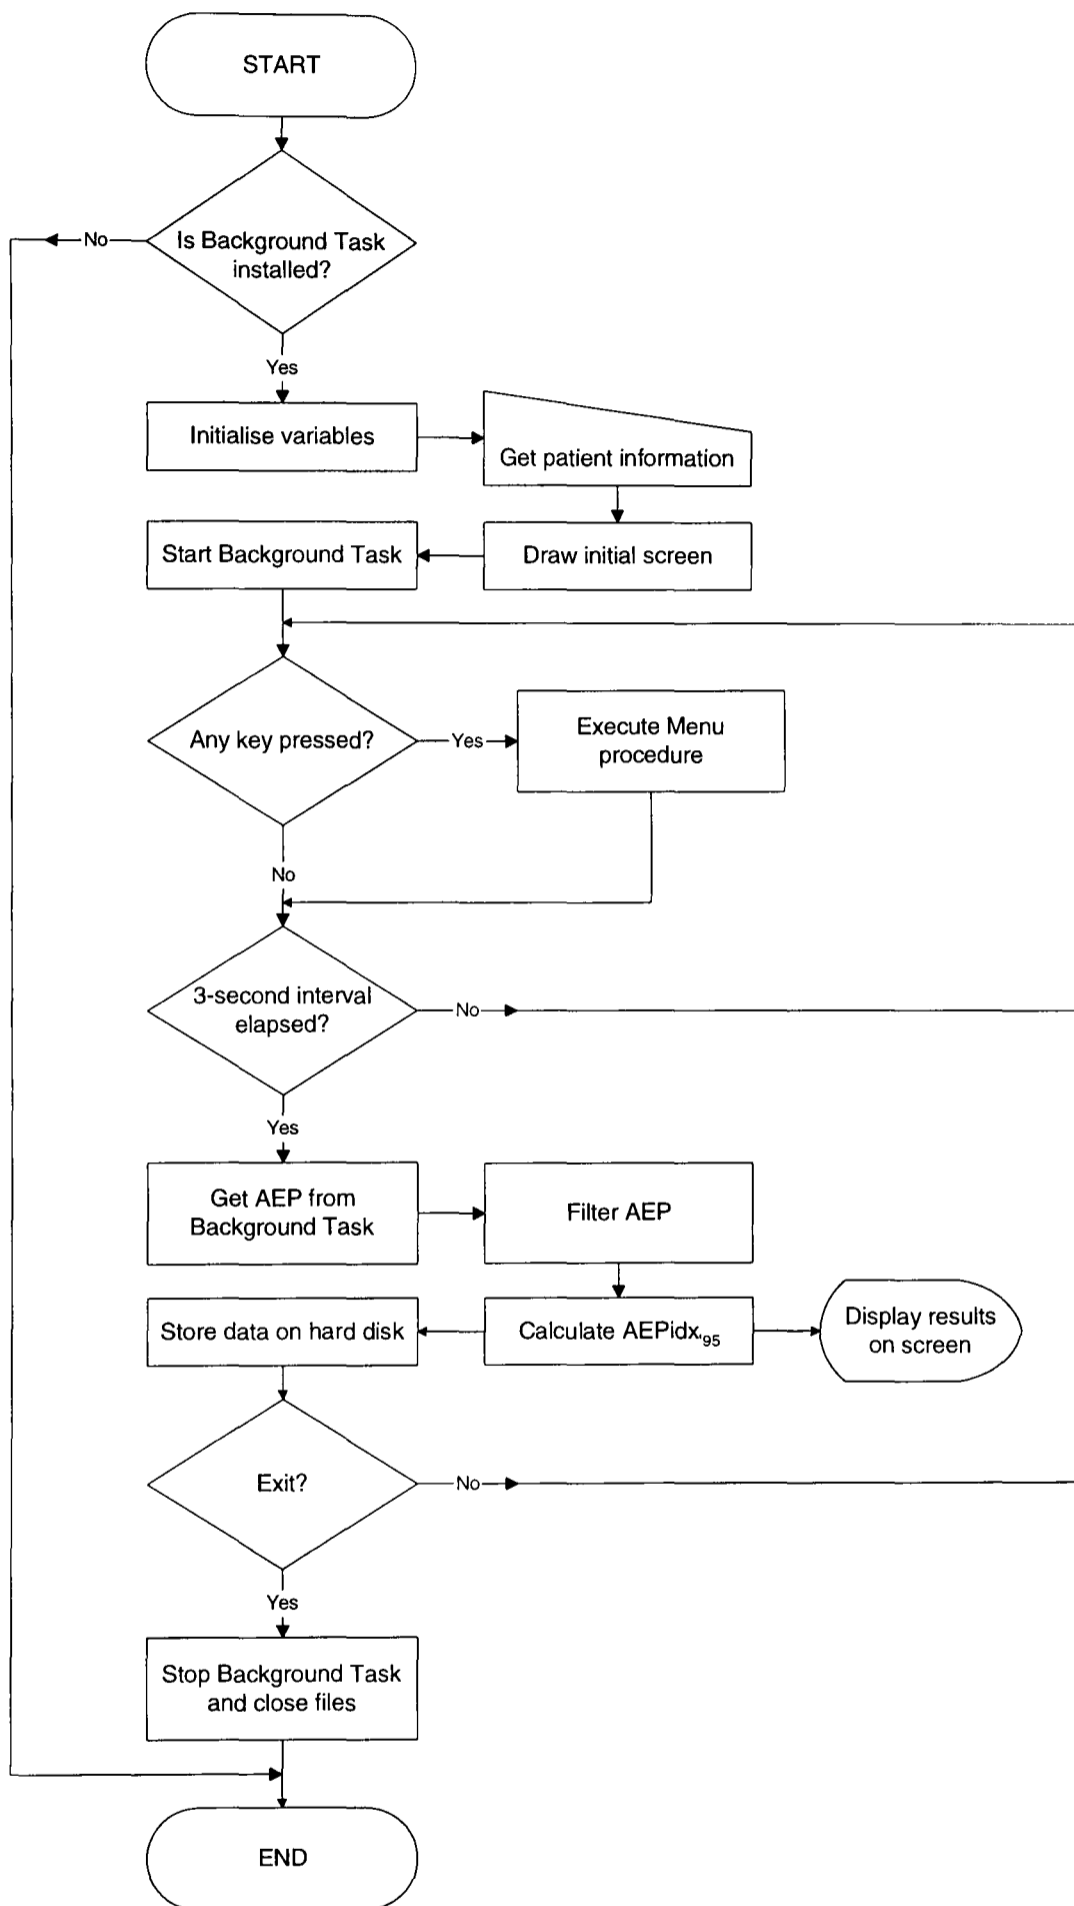 START
Is Background Task
installed?
No
Yes
Initialise variables
Get patient information
Start Background Task
Draw initial screen
Any key pressed?
Yes
Execute Menu
procedure
No
3-second interval
elapsed?
No
Yes
Get AEP from
Background Task
Filter AEP
Store data on hard disk
Calculate AEPidx'95
Display results
on screen
Exit?
No
Yes
Stop Background Task
and close files
END